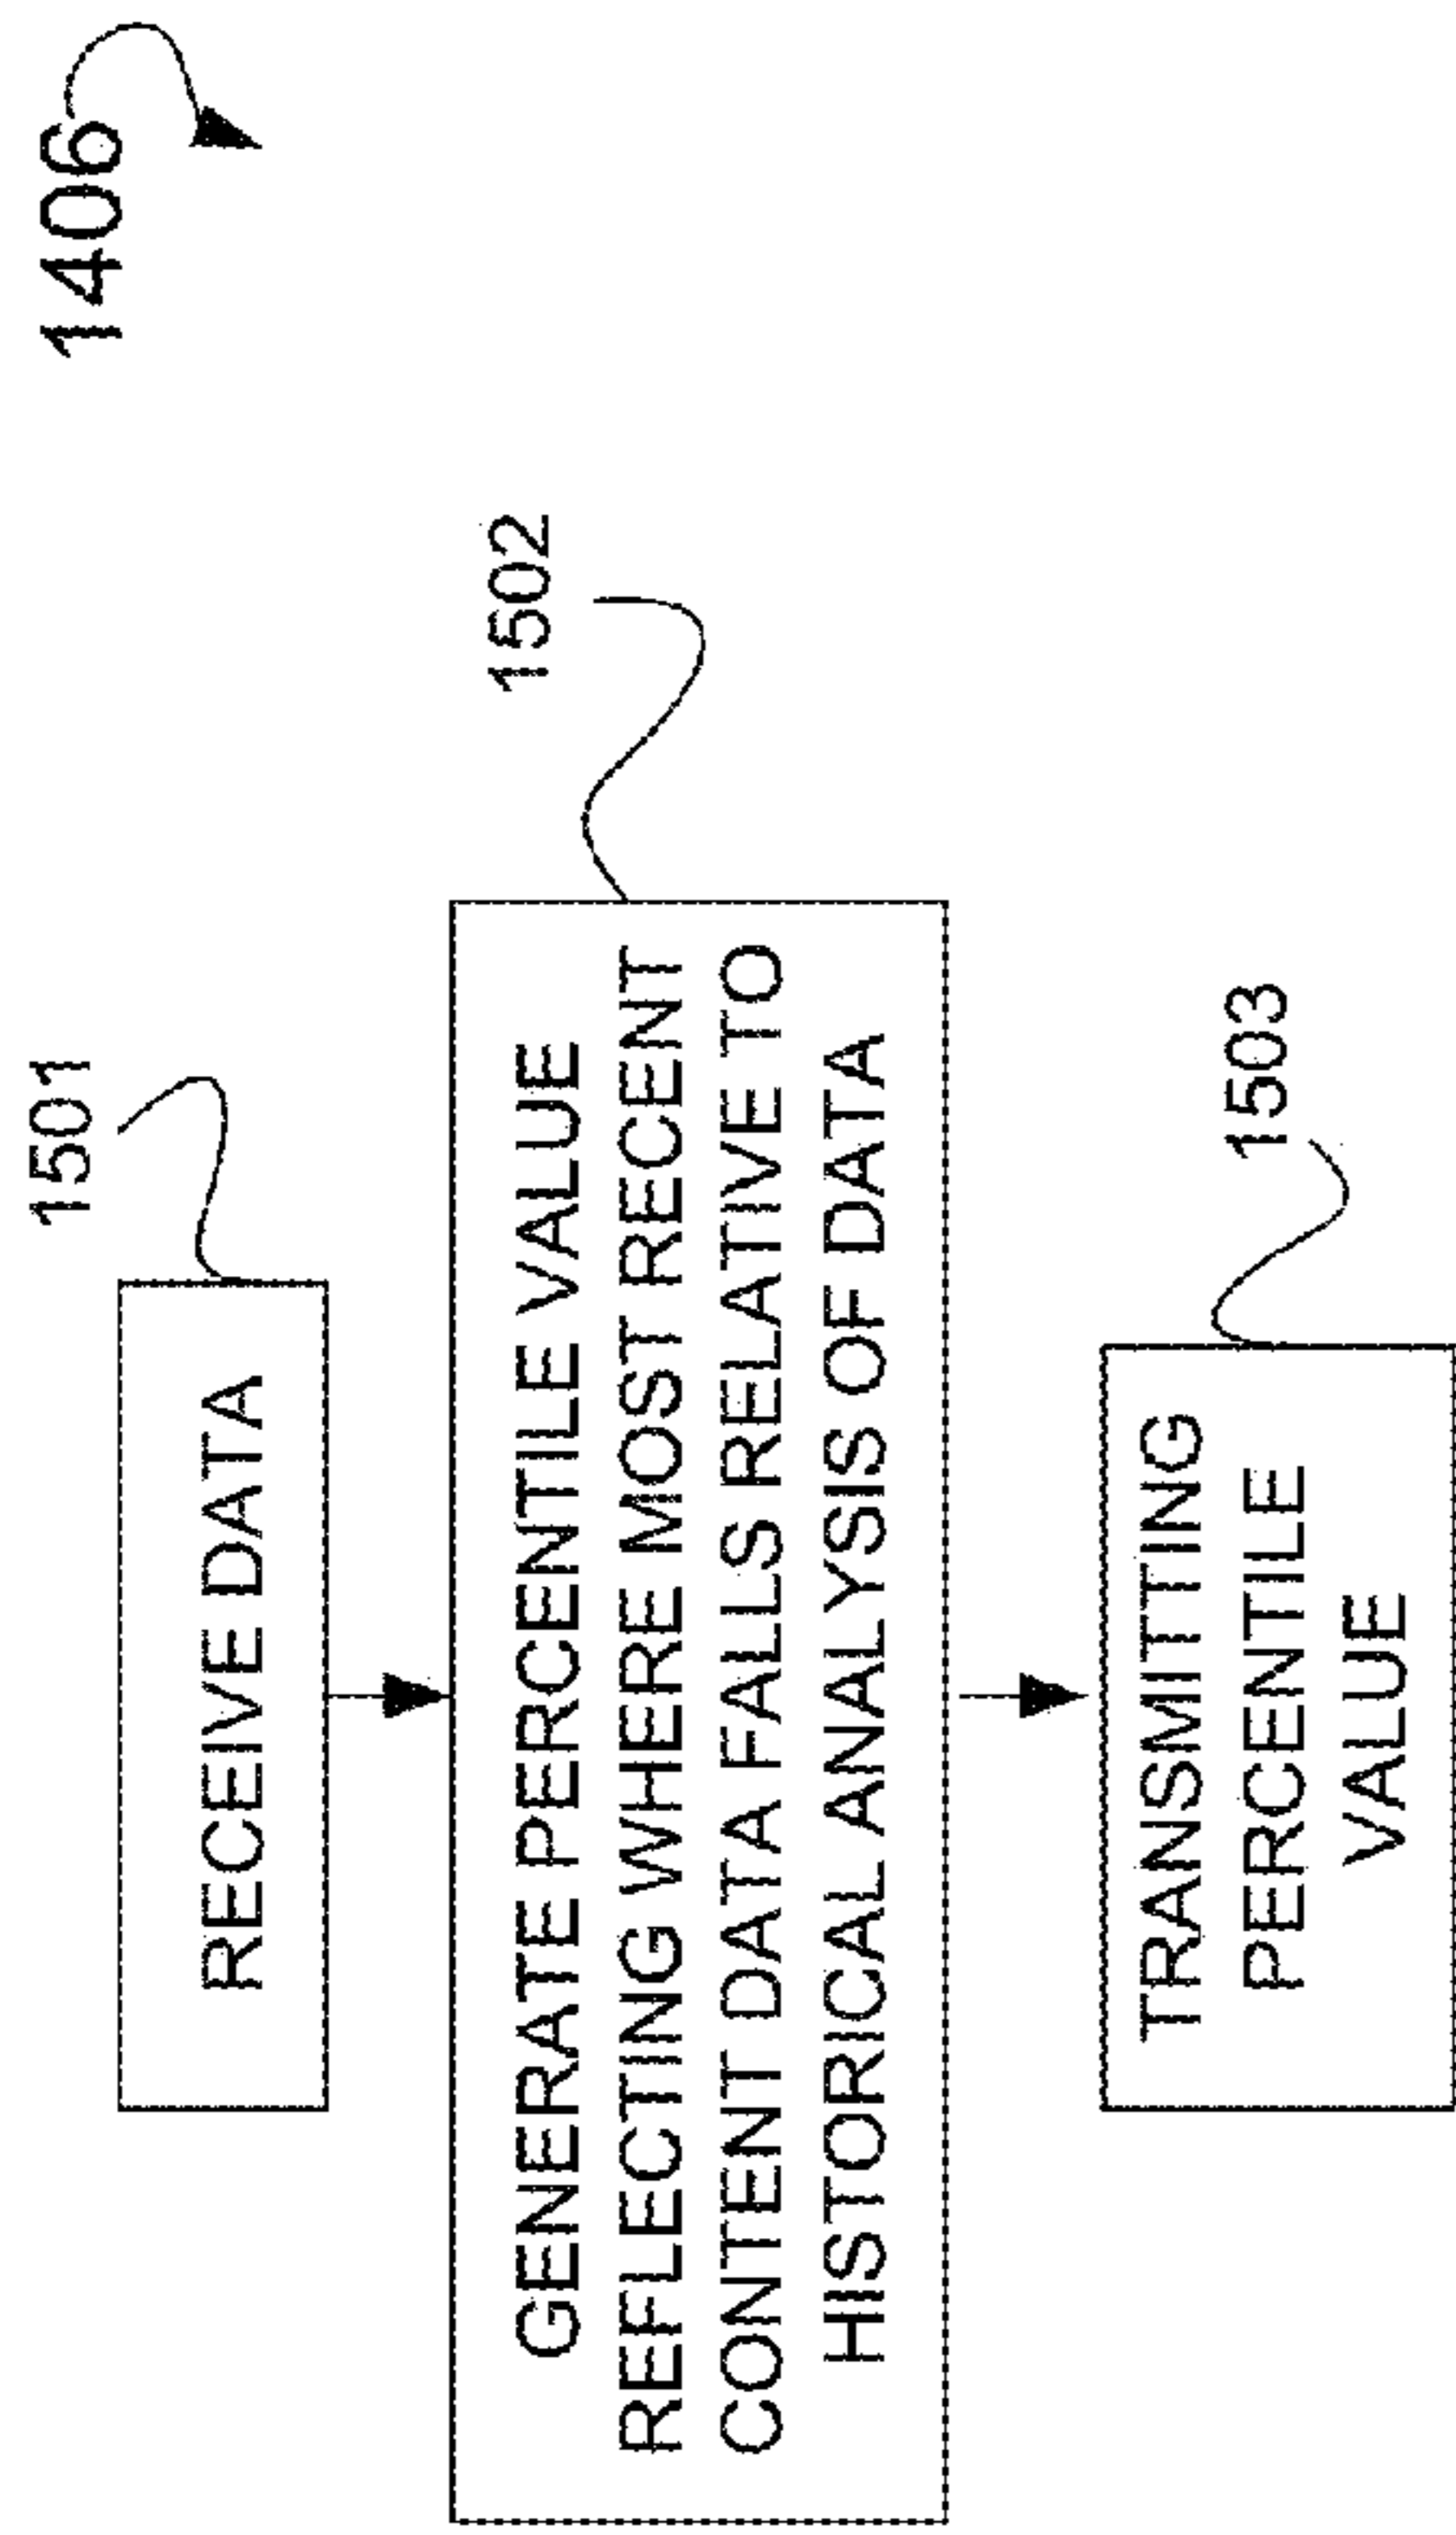 1406
1501
RECEIVE DATA
1502
GENERATE PERCENTILE VALUE
REFLECTING WHERE MOST RECENT
CONTENT DATA FALLS RELATIVE TO
HISTORICAL ANALYSIS OF DATA
1503
TRANSMITTING
PERCENTILE
VALUE